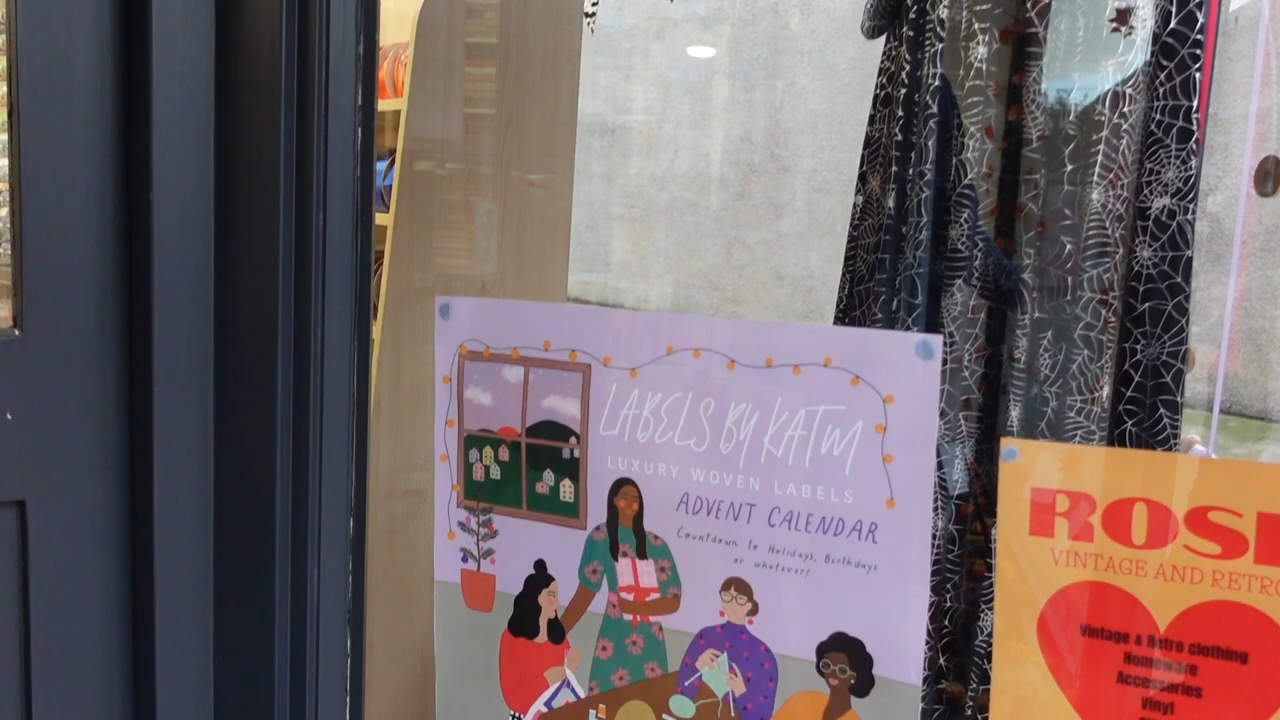 LABELS BY KATM
LUXURY WOVEN LABELS
ADVENT CALENDAR
Countdown to Holidays, Birthdays
or whatever!
ROSI
VINTAGE AND RETRO
Vintage & Retro clothing
Homeware
Accessories
Vinyl